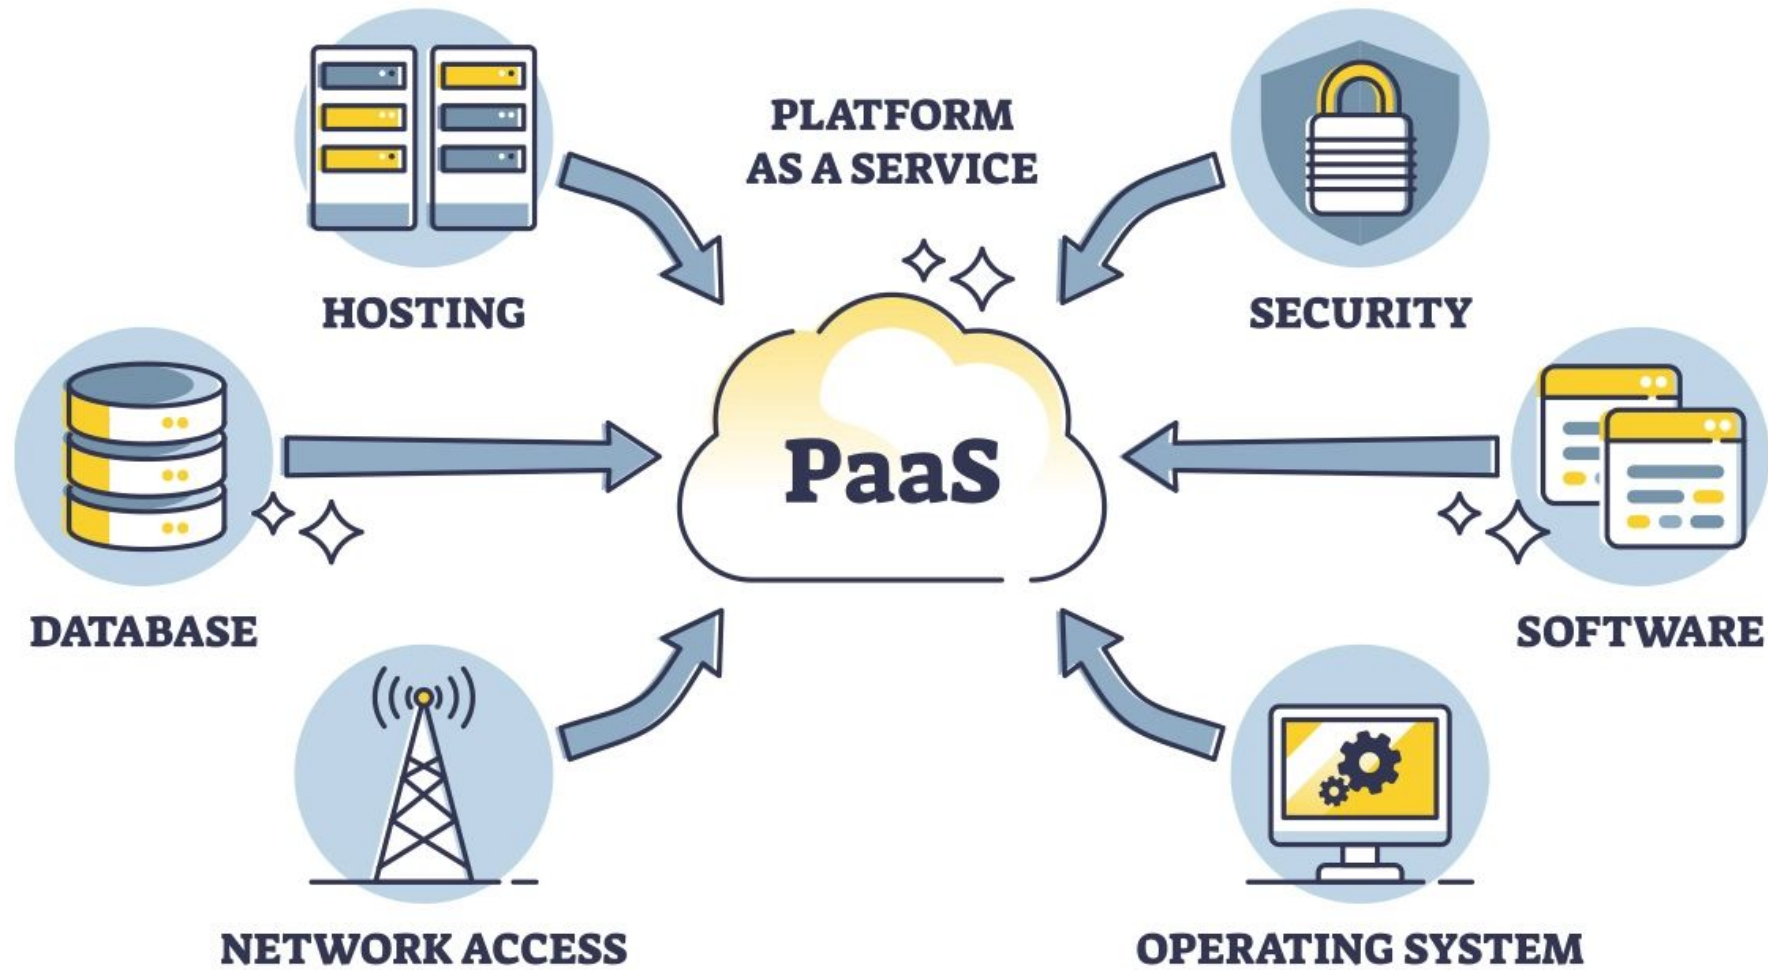 PLATFORM
AS A SERVICE
HOSTING
SECURITY
PaaS
DATABASE
SOFTWARE
NETWORK ACCESS
OPERATING SYSTEM